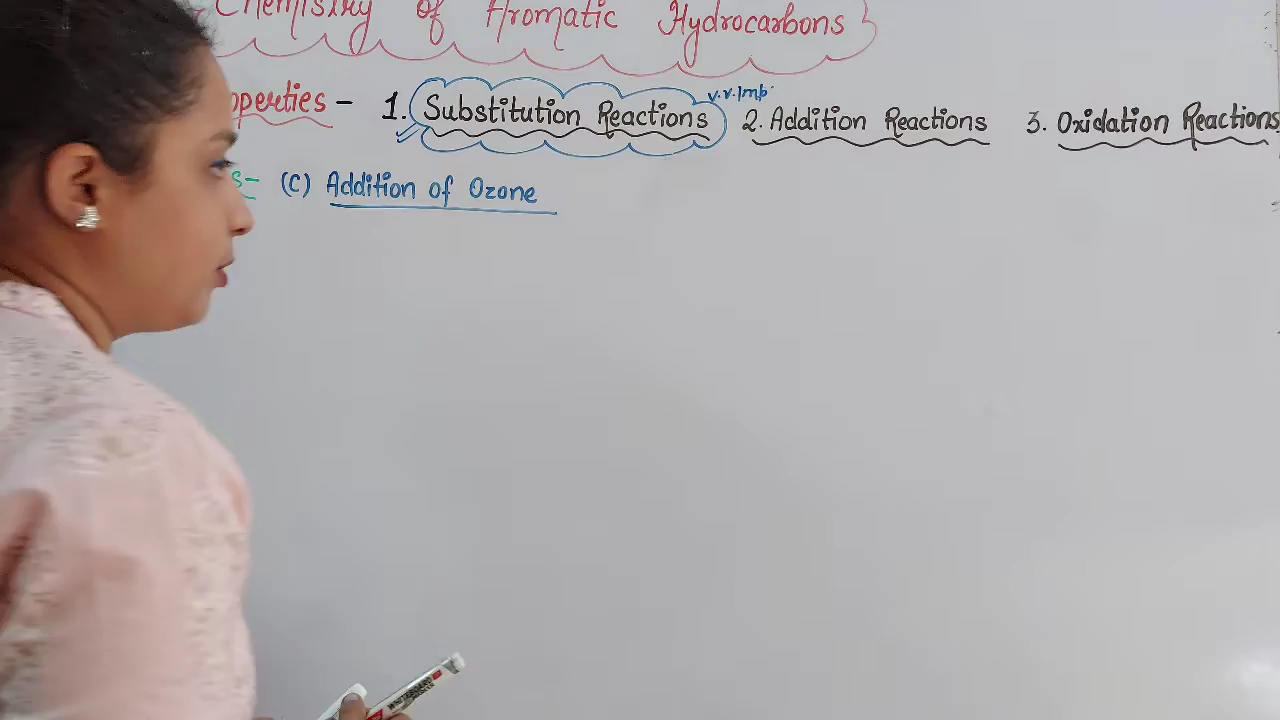 Chemistry of Aromatic Hydrocarbons}
operties - 1. Substitution Reactions v.v.Imp. 2. Addition Reactions 3. Oxidation Reactions
s- (C) Addition of Ozone